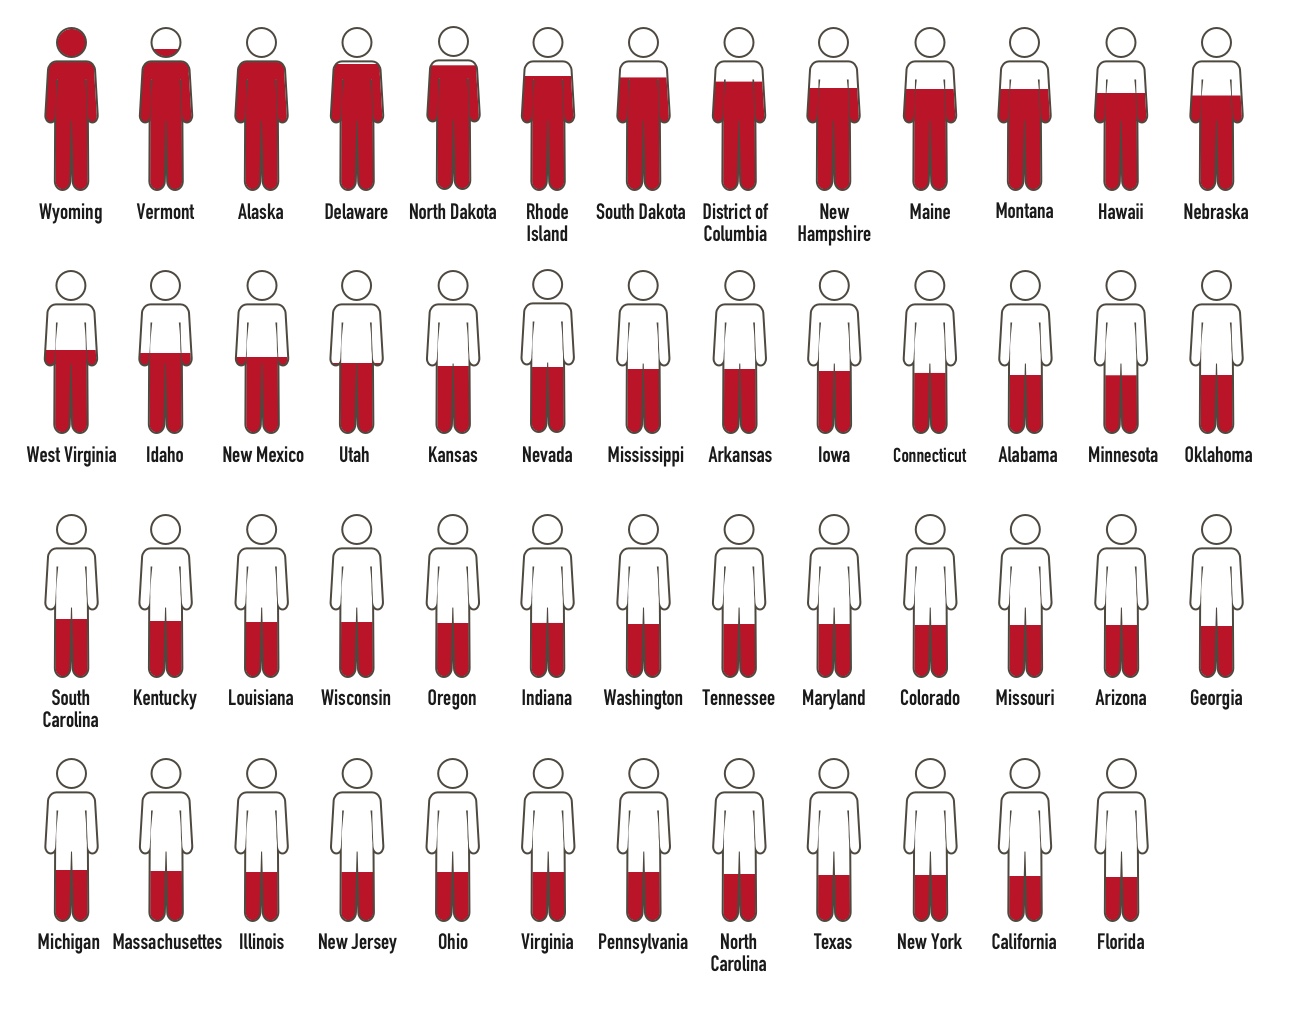 Wyoming
Vermont
Alaska
Delaware
North Dakota
Rhode
Island
South Dakota
District of
Columbia
New
Hampshire
Maine
Montana
Hawaii
Nebraska
West Virginia
Idaho
New Mexico
Utah
Kansas
Nevada
Mississippi
Arkansas
Iowa
Connecticut
Alabama
Minnesota
Oklahoma
South
Carolina
Kentucky
Louisiana
Wisconsin
Oregon
Indiana
Washington
Tennessee
Maryland
Colorado
Missouri
Arizona
Georgia
Michigan
Massachusettes
Illinois
New Jersey
Ohio
Virginia
Pennsylvania
North
Carolina
Texas
New York
California
Florida